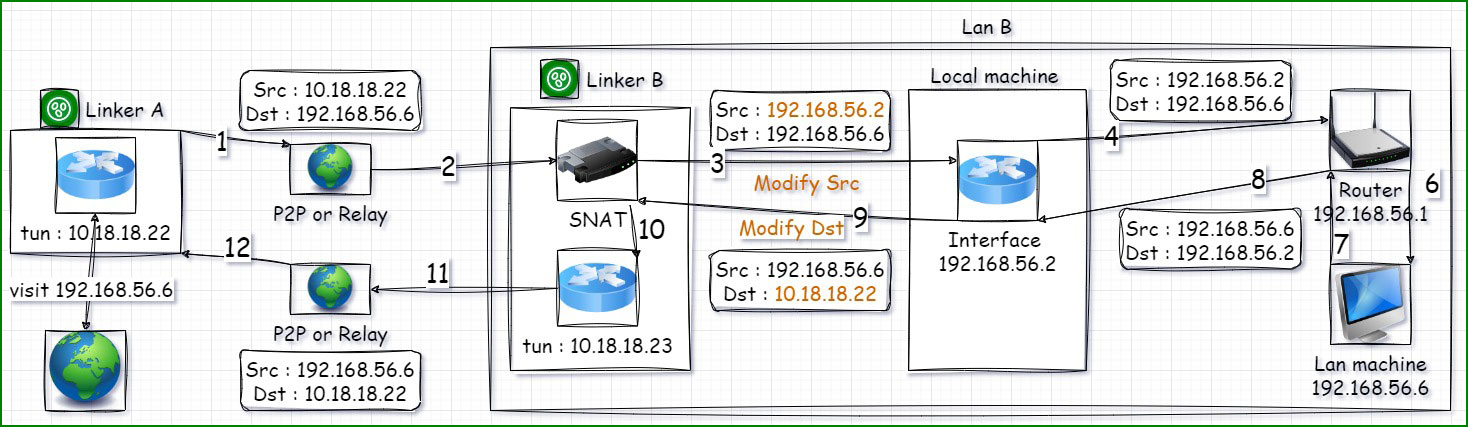 Lan B
Linker A
1
Src : 10.18.18.22
Dst : 192.168.56.6
2
P2P or Relay
tun : 10.18.18.22
visit 192.168.56.6
12
P2P or Relay
Src : 192.168.56.6
Dst : 10.18.18.22
11
Linker B
SNAT
10
tun : 10.18.18.23
Src : 192.168.56.2
Dst : 192.168.56.6
3
Modify Src
9
Modify Dst
Src : 192.168.56.6
Dst : 10.18.18.22
Local machine
Interface
192.168.56.2
Src : 192.168.56.2
Dst : 192.168.56.6
4
8
Src : 192.168.56.6
Dst : 192.168.56.2
Router
192.168.56.1
6
7
Lan machine
192.168.56.6